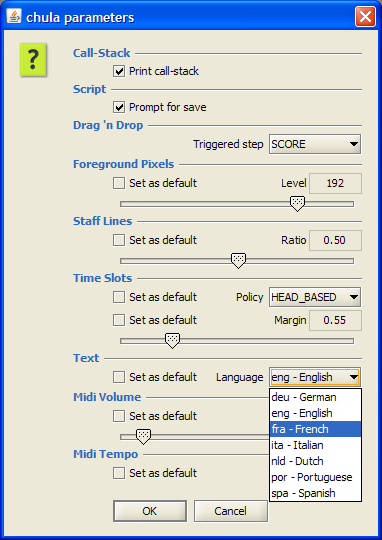 chula parameters
?
Call-Stack
Print call-stack
Script
Prompt for save
Drag 'n Drop
Triggered step SCORE
Foreground Pixels
Set as default Level 192
Staff Lines
Set as default Ratio 0.50
Time Slots
Set as default Policy HEAD_BASED
Set as default Margin 0.55
Text
Set as default Language eng - English
deu - German
eng - English
fra - French
ita - Italian
nld - Dutch
por - Portuguese
spa - Spanish
Midi Volume
Set as default
Midi Tempo
Set as default
OK Cancel